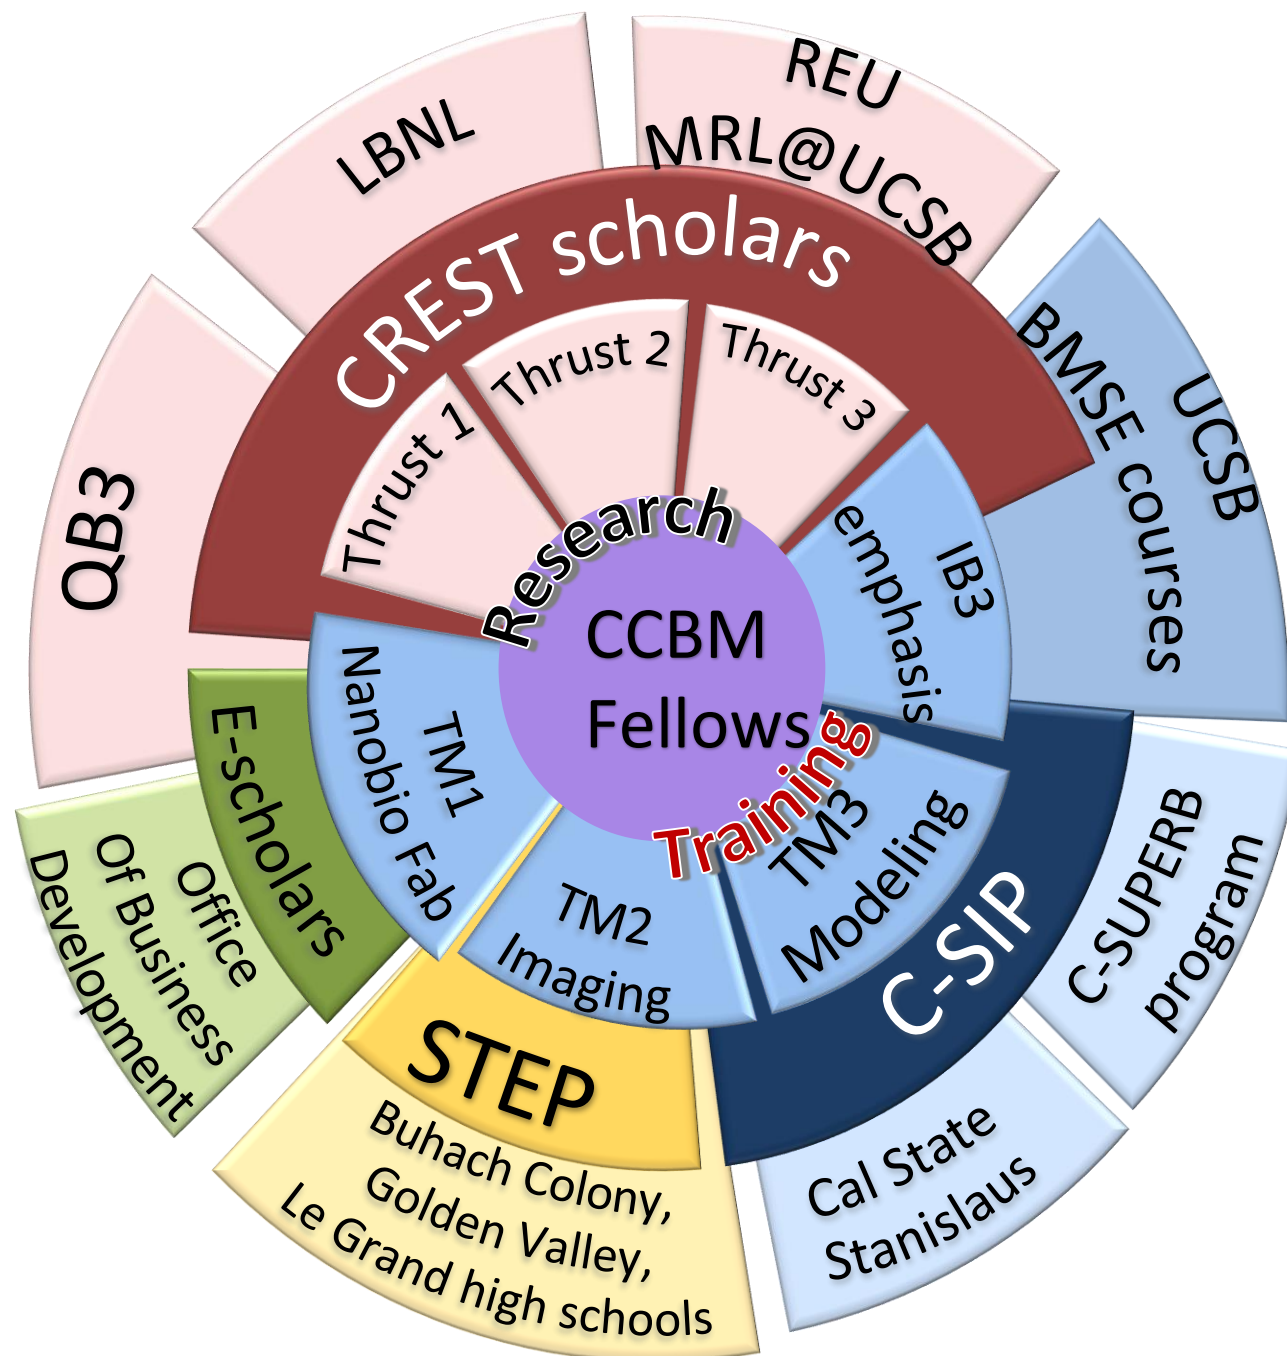 REU
MRL@UCSB
LBNL
QB3
CREST scholars
Thrust 1
Thrust 2
Thrust 3
UCSB
BMSE courses
IB3
emphasis
Research
CCBM
Fellows
Training
TM1
Nanobio Fab
TM2
Imaging
TM3
Modeling
E-scholars
Office
Of Business
Development
STEP
Buhach Colony,
Golden Valley,
Le Grand high schools
C-SIP
C-SUPERB
program
Cal State
Stanislaus